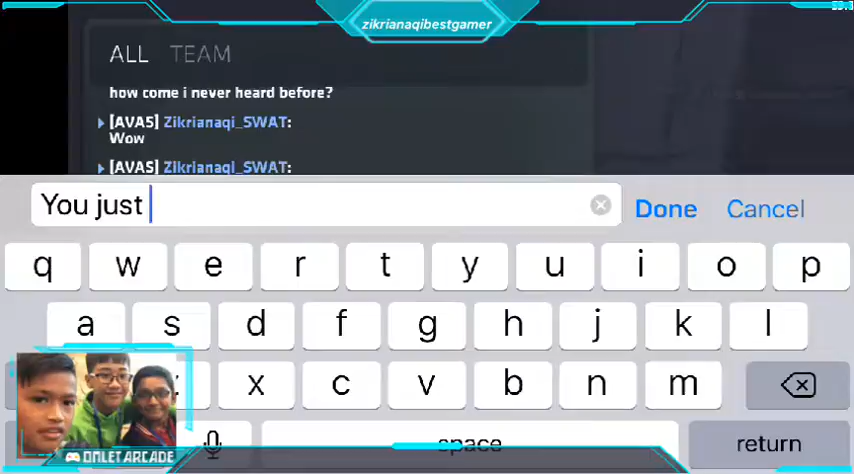 zikrianaqibestgamer
ALL TEAM
how come i never heard before?
[AVAS] Zikrianaqi_SWAT:
Wow
[AVAS] Zikrianaqi_SWAT:
You just
Done Cancel
q w e r t y u i o p
a s d f g h j k l
x c v b n m
space return
OMLET ARCADE